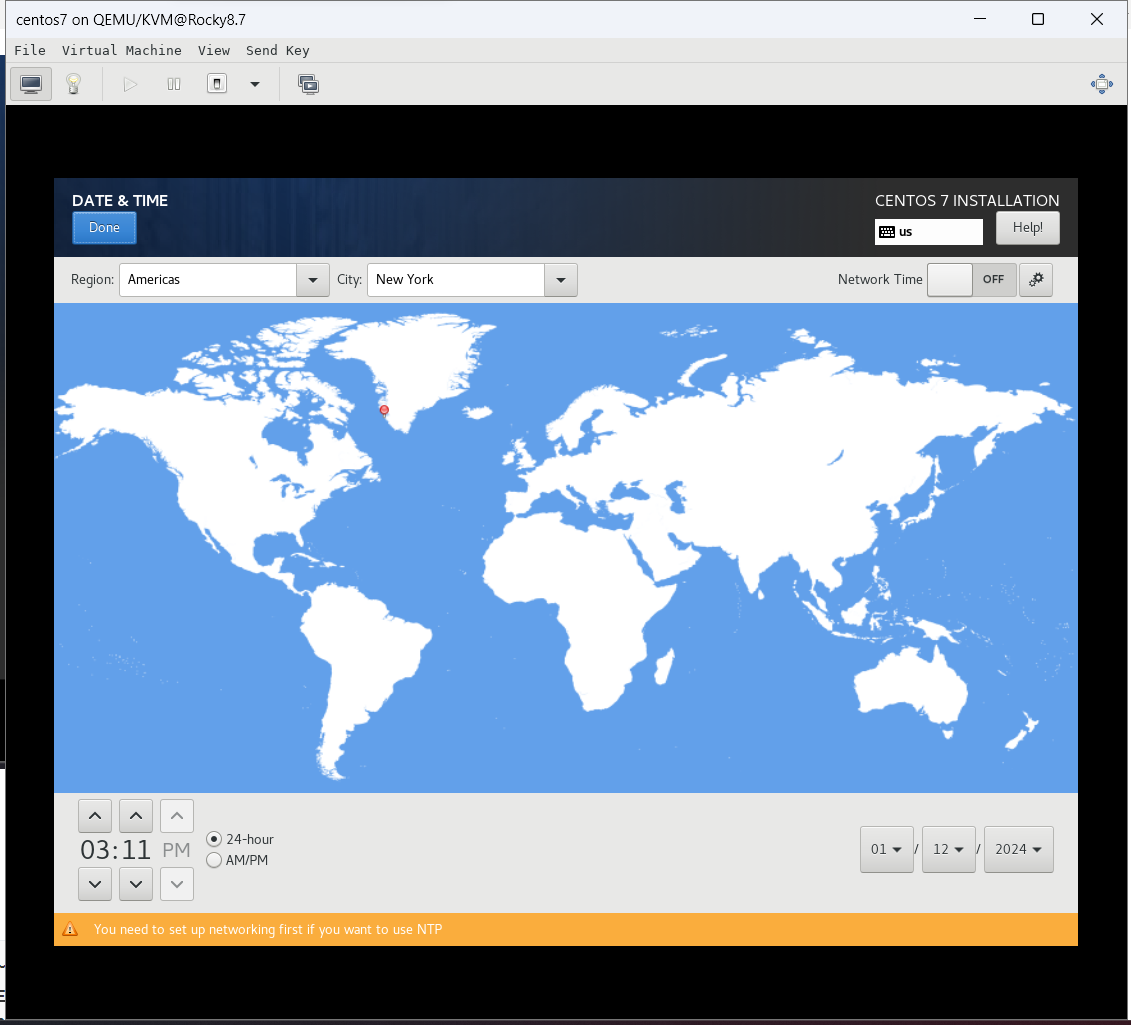 centos7 on QEMU/KVM@Rocky8.7
File Virtual Machine View Send Key
DATE & TIME
CENTOS 7 INSTALLATION
Done
us
Help!
Region: Americas City: New York Network Time OFF
03:11 PM
24-hour
AM/PM
01 / 12 / 2024
You need to set up networking first if you want to use NTP